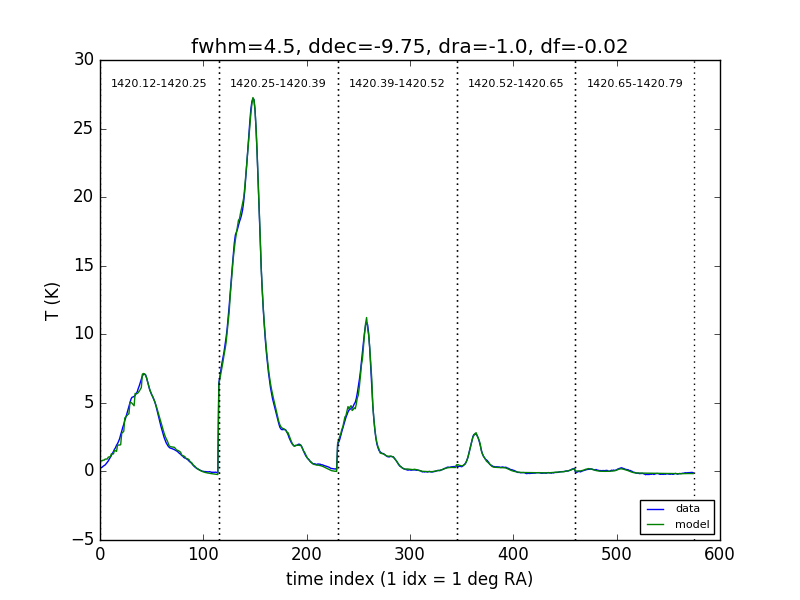 fwhm=4.5, ddec=-9.75, dra=-1.0, df=-0.02
30
1420.12-1420.25 1420.25-1420.39 1420.39-1420.52 1420.52-1420.65 1420.65-1420.79
25
20
15
T (K)
10
5
0
−5
data
model
0 100 200 300 400 500 600
time index (1 idx = 1 deg RA)